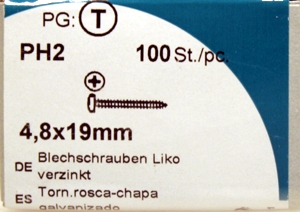 PG: T
PH2 100 St./pc.
4,8x19mm
DE Blechschrauben Liko
verzinkt
ES Torn.rosca-chapa
galvanizado